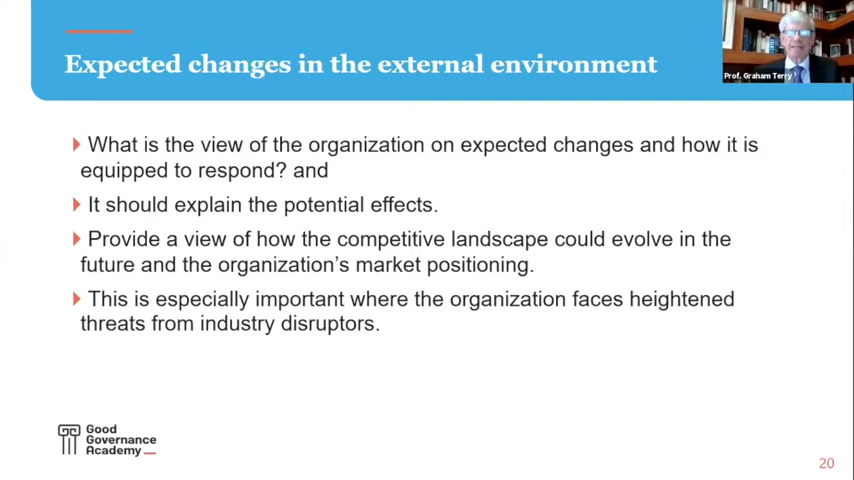 Expected changes in the external environment
Prof. Graham Terry
What is the view of the organization on expected changes and how it is
equipped to respond? and
It should explain the potential effects.
Provide a view of how the competitive landscape could evolve in the
future and the organization's market positioning.
This is especially important where the organization faces heightened
threats from industry disruptors.
Good
Governance
Academy
20